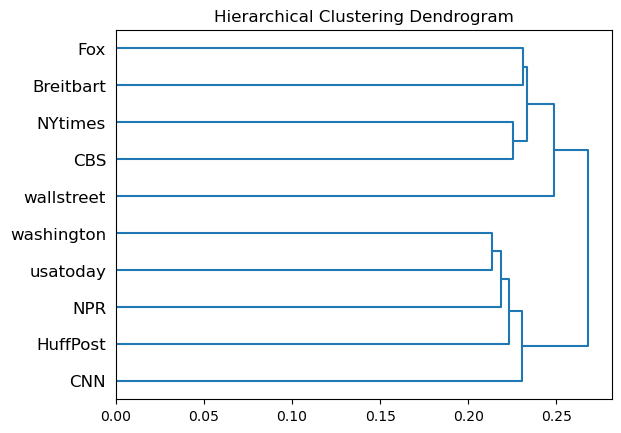 Hierarchical Clustering Dendrogram
Fox
Breitbart
NYtimes
CBS
wallstreet
washington
usatoday
NPR
HuffPost
CNN
0.00 0.05 0.10 0.15 0.20 0.25